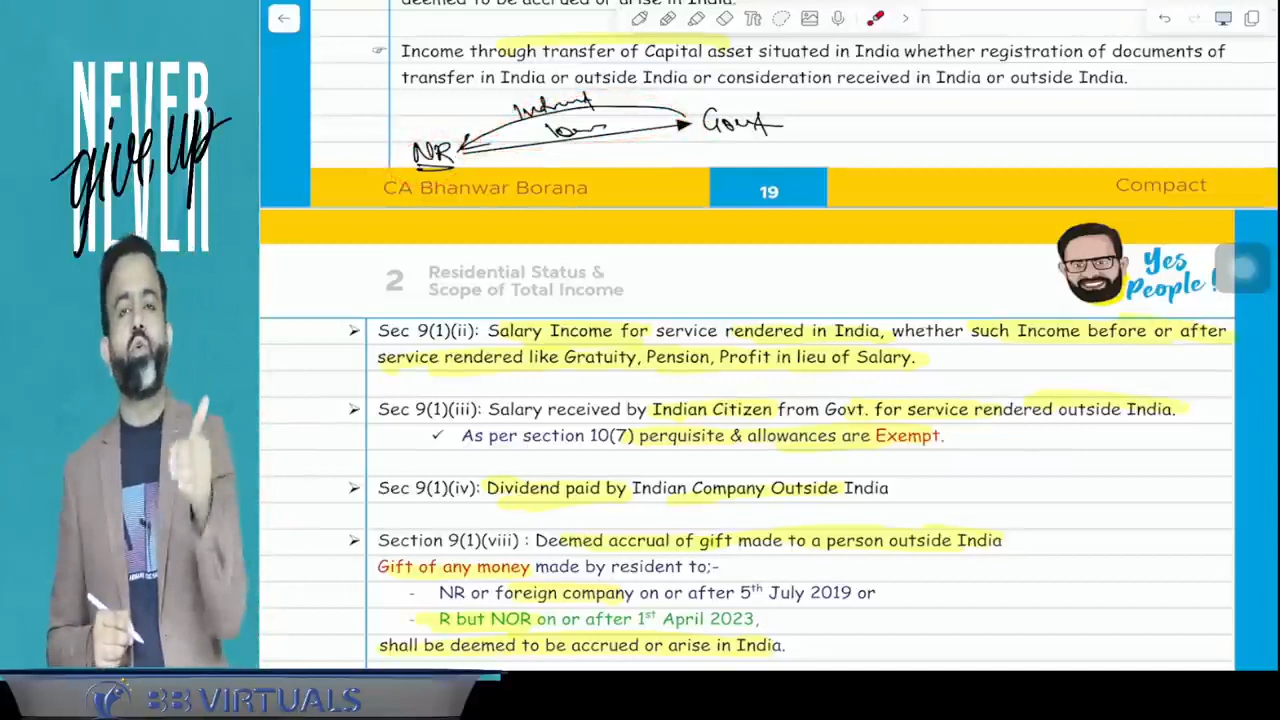 NEVER
give up
NEVER
deemed to be accrued or arise in India.
Tt
☞ Income through transfer of Capital asset situated in India whether registration of documents of
transfer in India or outside India or consideration received in India or outside India.
loan
Govt
NR
CA Bhanwar Borana
19
Compact
2
Residential Status &
Scope of Total Income
Yes
People !
➢ Sec 9(1)(ii): Salary Income for service rendered in India, whether such Income before or after
service rendered like Gratuity, Pension, Profit in lieu of Salary.
➢ Sec 9(1)(iii): Salary received by Indian Citizen from Govt. for service rendered outside India.
✓ As per section 10(7) perquisite & allowances are Exempt.
➢ Sec 9(1)(iv): Dividend paid by Indian Company Outside India
➢ Section 9(1)(viii) : Deemed accrual of gift made to a person outside India
Gift of any money made by resident to;-
- NR or foreign company on or after 5th July 2019 or
- R but NOR on or after 1st April 2023,
shall be deemed to be accrued or arise in India.
BB VIRTUALS